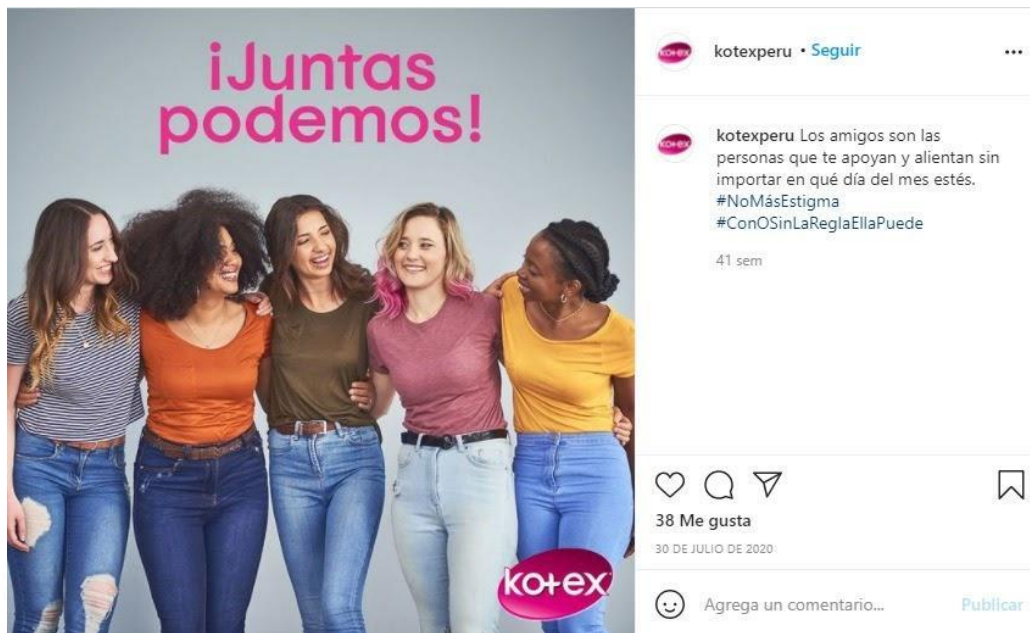 ¡Juntas
podemos!
kotex
kotex
kotexperu • Seguir
kotex
kotexperu Los amigos son las
personas que te apoyan y alientan sin
importar en qué día del mes estés.
#NoMásEstigma
#ConOSinLaReglaEllaPuede
41 sem
38 Me gusta
30 DE JULIO DE 2020
Agrega un comentario...
Publicar